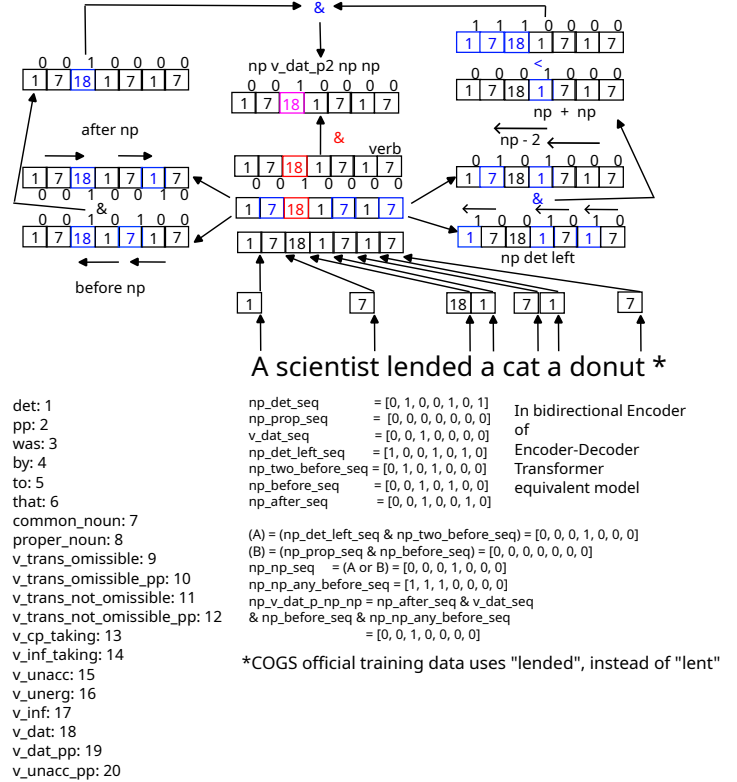 &
0 0 1 0 0 0 0
1 7 18 1 7 1 7
after np
1 7 18 1 7 1 7
0 0 1 0 0 1 0
&
0 0 1 0 1 0 0
1 7 18 1 7 1 7
before np
np v_dat_p2 np np
0 0 1 0 0 0 0
1 7 18 1 7 1 7
&
verb
1 7 18 1 7 1 7
0 0 1 0 0 0 0
1 7 18 1 7 1 7
1 7 18 1 7 1 7
1 1 1 0 0 0 0
1 7 18 1 7 1 7
<
0 0 0 1 0 0 0
1 7 18 1 7 1 7
np + np
np - 2
0 1 0 1 0 0 0
1 7 18 1 7 1 7
&
1 0 0 1 0 1 0
1 7 18 1 7 1 7
np det left
1 7 18 1 7 1 7
A scientist lended a cat a donut *
det: 1
pp: 2
was: 3
by: 4
to: 5
that: 6
common_noun: 7
proper_noun: 8
v_trans_omissible: 9
v_trans_omissible_pp: 10
v_trans_not_omissible: 11
v_trans_not_omissible_pp: 12
v_cp_taking: 13
v_inf_taking: 14
v_unacc: 15
v_unerg: 16
v_inf: 17
v_dat: 18
v_dat_pp: 19
v_unacc_pp: 20
np_det_seq = [0, 1, 0, 0, 1, 0, 1]
np_prop_seq = [0, 0, 0, 0, 0, 0, 0]
v_dat_seq = [0, 0, 1, 0, 0, 0, 0]
np_det_left_seq = [1, 0, 0, 1, 0, 1, 0]
np_two_before_seq = [0, 1, 0, 1, 0, 0, 0]
np_before_seq = [0, 0, 1, 0, 1, 0, 0]
np_after_seq = [0, 0, 1, 0, 0, 1, 0]
In bidirectional Encoder
of
Encoder-Decoder
Transformer
equivalent model
(A) = (np_det_left_seq & np_two_before_seq) = [0, 0, 0, 1, 0, 0, 0]
(B) = (np_prop_seq & np_before_seq) = [0, 0, 0, 0, 0, 0, 0]
np_np_seq = (A or B) = [0, 0, 0, 1, 0, 0, 0]
np_np_any_before_seq = [1, 1, 1, 0, 0, 0, 0]
np_v_dat_p_np_np = np_after_seq & v_dat_seq
& np_before_seq & np_np_any_before_seq
= [0, 0, 1, 0, 0, 0, 0]
*COGS official training data uses "lended", instead of "lent"